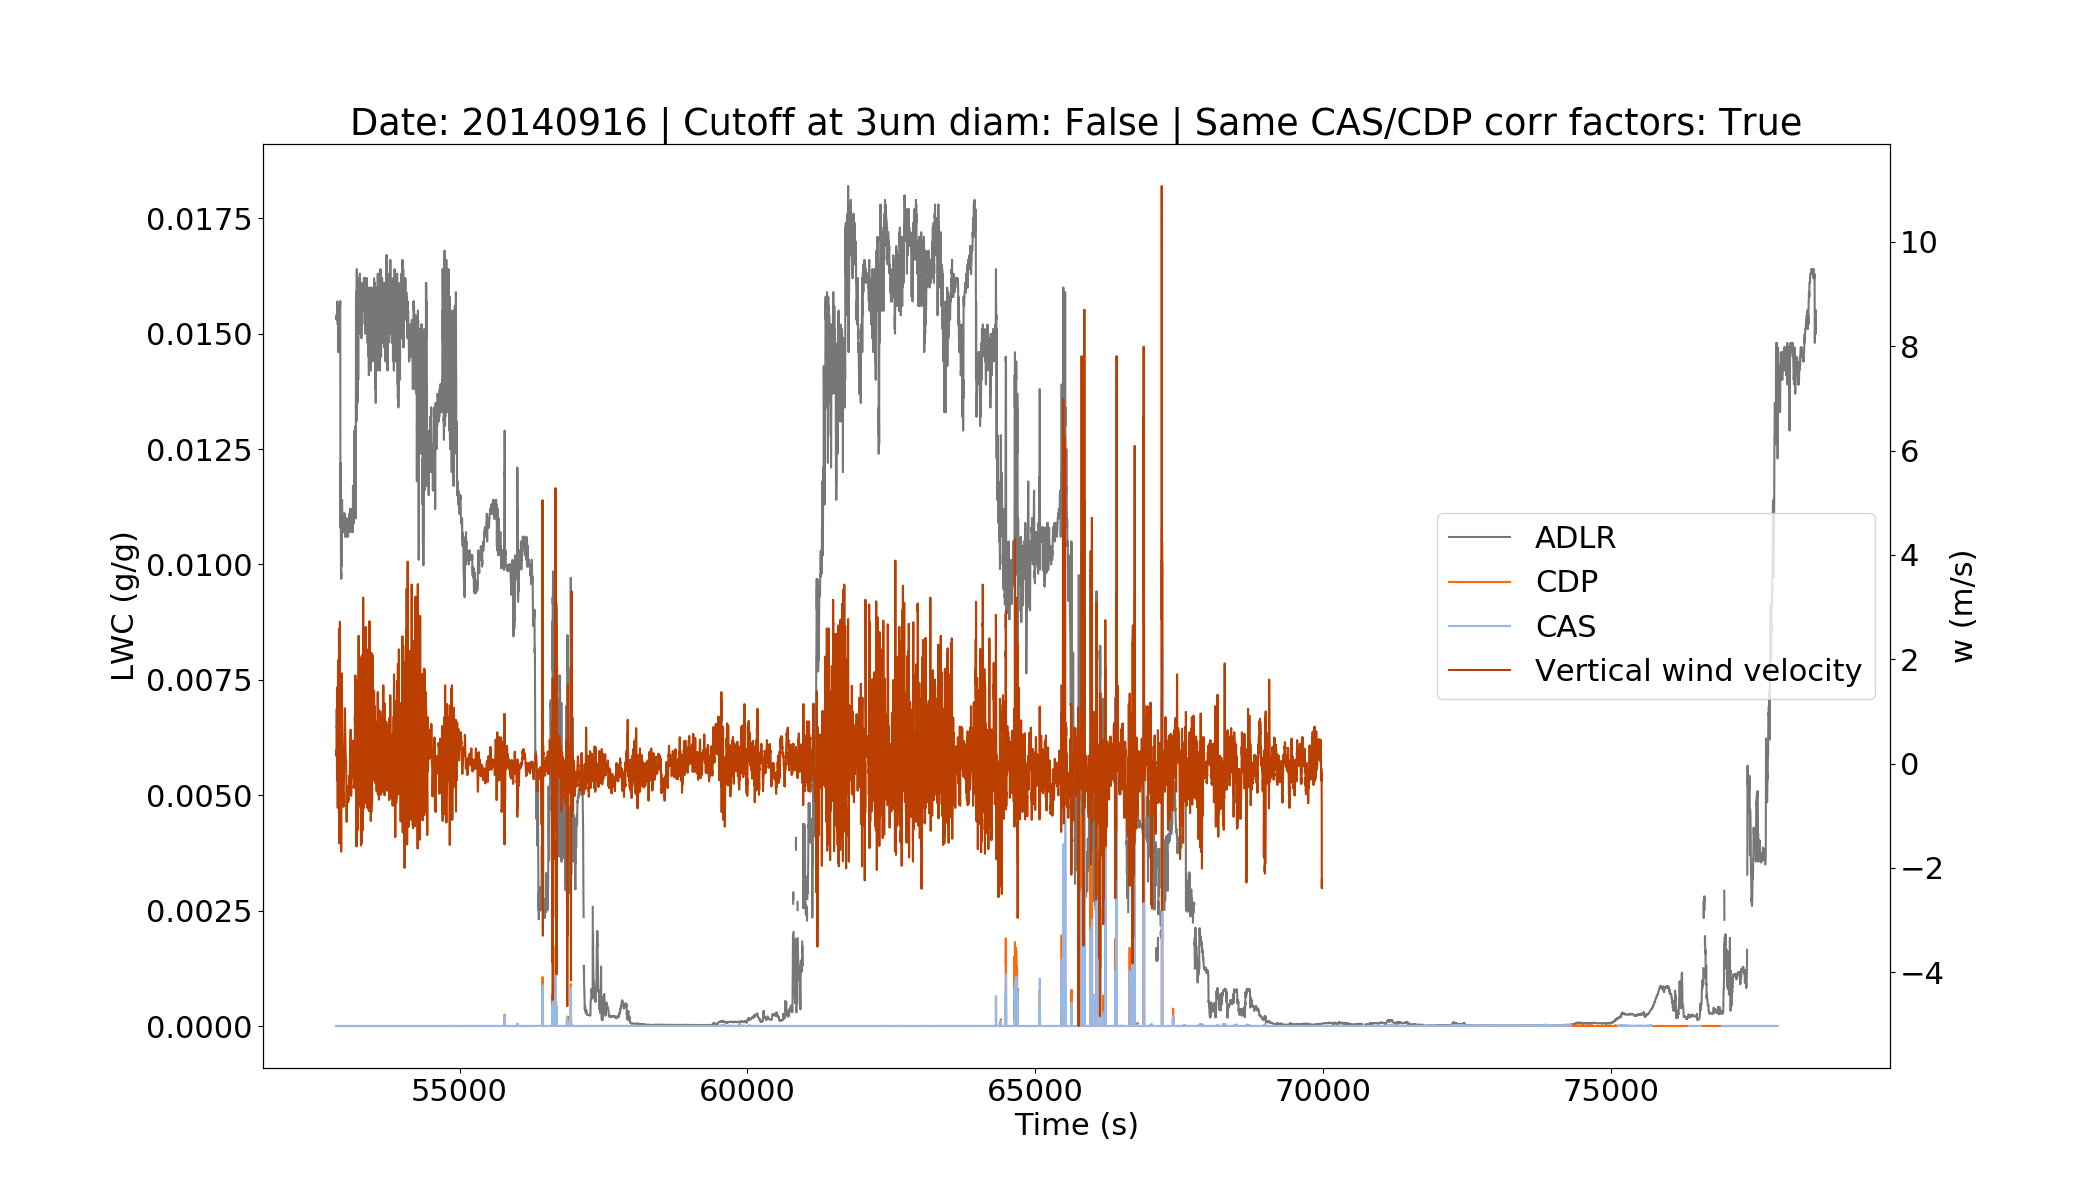 Date: 20140916 | Cutoff at 3um diam: False | Same CAS/CDP corr factors: True
0.0175
0.0150
0.0125
0.0100
0.0075
0.0050
0.0025
0.0000
LWC (g/g)
10
8
6
4
2
0
−2
−4
w (m/s)
ADLR
CDP
CAS
Vertical wind velocity
55000
60000
65000
70000
75000
Time (s)